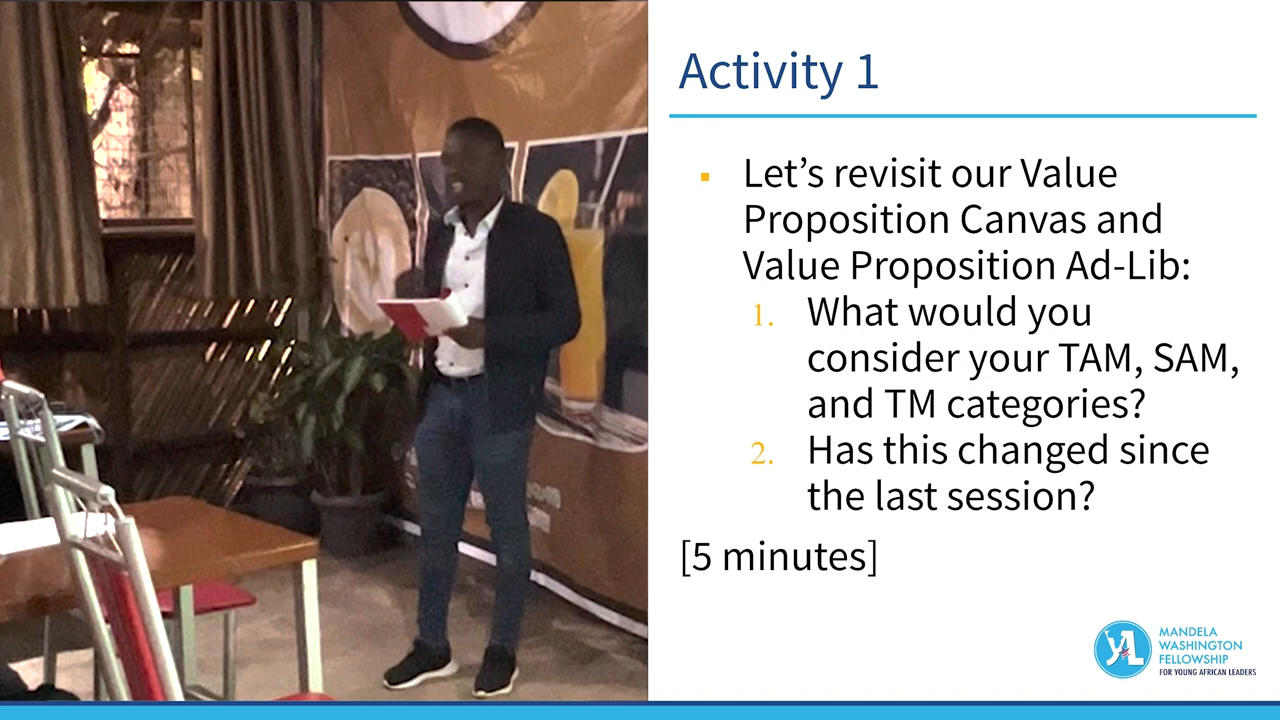 Activity 1
▪ Let’s revisit our Value
Proposition Canvas and
Value Proposition Ad-Lib:
1. What would you
consider your TAM, SAM,
and TM categories?
2. Has this changed since
the last session?
[5 minutes]
YAL
MANDELA
WASHINGTON
FELLOWSHIP
FOR YOUNG AFRICAN LEADERS